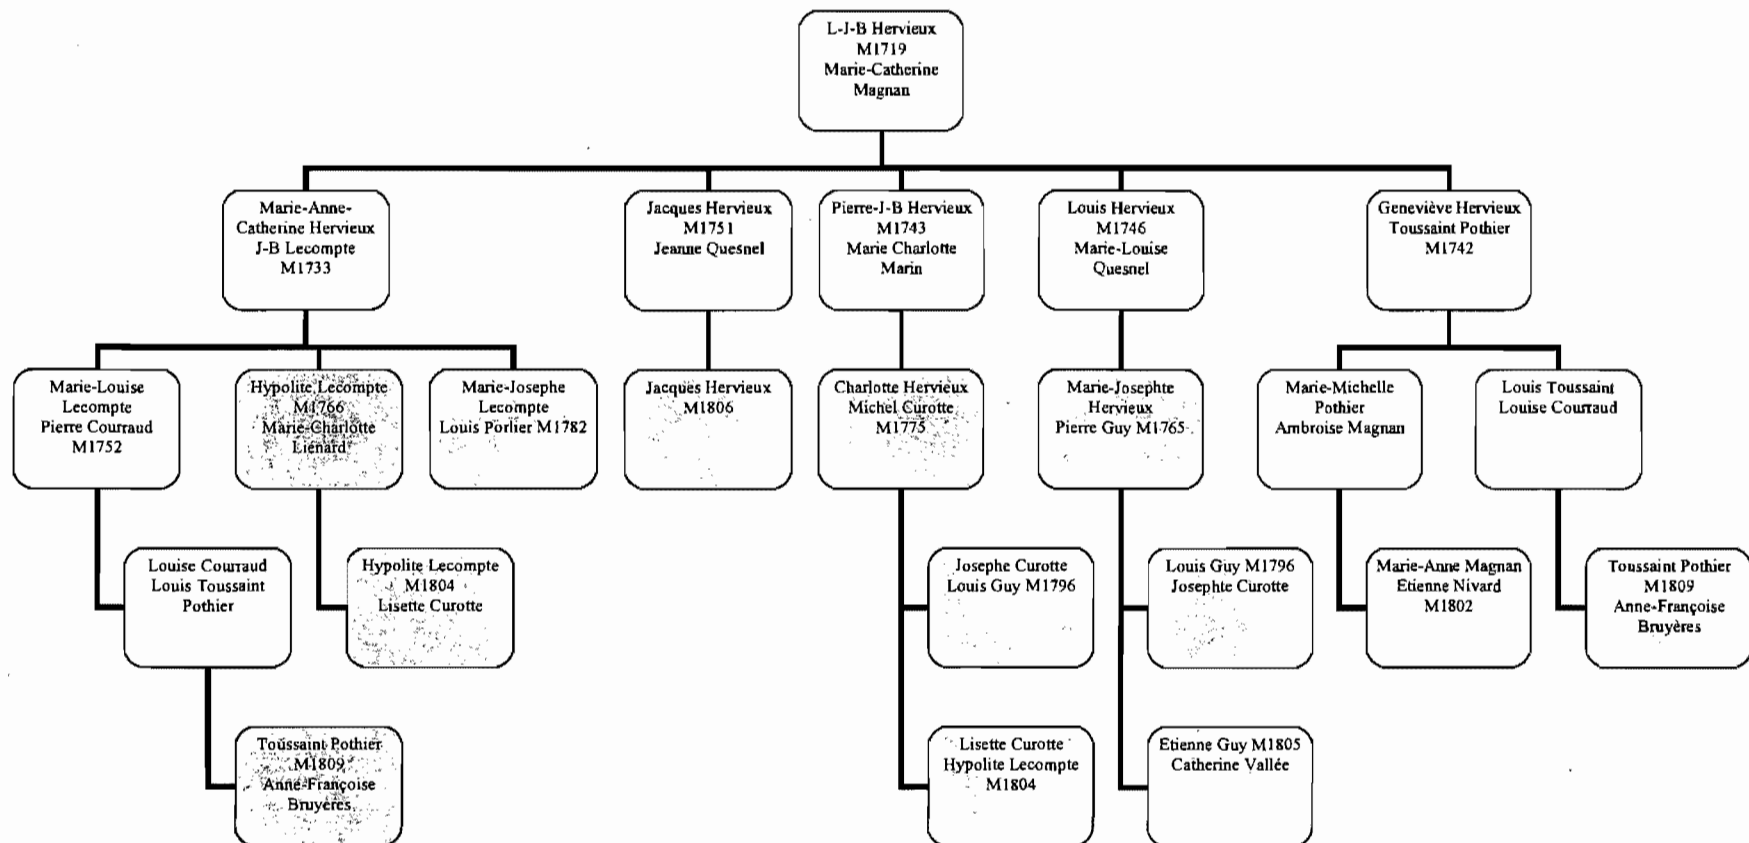 L-J-B Hervieux
M1719
Marie-Catherine
Magnan
Marie-Anne-
Catherine Hervieux
J-B Lecompte
M1733
Jacques Hervieux
M1751
Jeanne Quesnel
Pierre-J-B Hervieux
M1743
Marie Charlotte
Marin
Louis Hervieux
M1746
Marie-Louise
Quesnel
Geneviève Hervieux
Toussaint Pothier
M1742
Marie-Louise
Lecompte
Pierre Courraud
M1752
Hypolite Lecompte
M1766
Marie-Charlotte
Liénard
Marie-Josephe
Lecompte
Louis Porlier M1782
Jacques Hervieux
M1806
Charlotte Hervieux
Michel Curotte
M1775
Marie-Josephte
Hervieux
Pierre Guy M1765
Marie-Michelle
Pothier
Ambroise Magnan
Louis Toussaint
Louise Courraud
Louise Courraud
Louis Toussaint
Pothier
Hypolite Lecompte
M1804
Lisette Curotte
Josephe Curotte
Louis Guy M1796
Louis Guy M1796
Josephte Curotte
Marie-Anne Magnan
Etienne Nivard
M1802
Toussaint Pothier
M1809
Anne-Françoise
Bruyères
Toussaint Pothier
M1809
Anne-Françoise
Bruyères
Lisette Curotte
Hypolite Lecompte
M1804
Etienne Guy M1805
Catherine Vallée